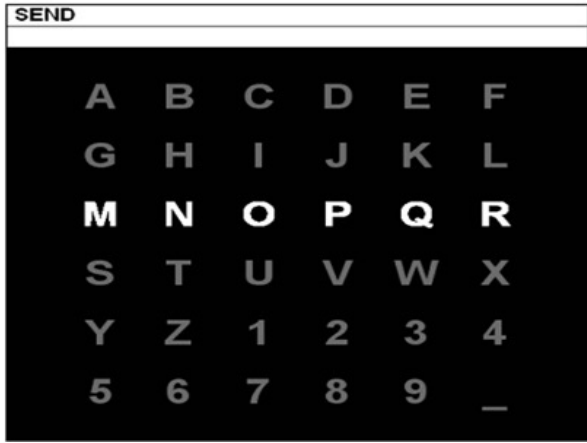 SEND
A B C D E F
G H I J K L
M N O P Q R
S T U V W X
Y Z 1 2 3 4
5 6 7 8 9 _